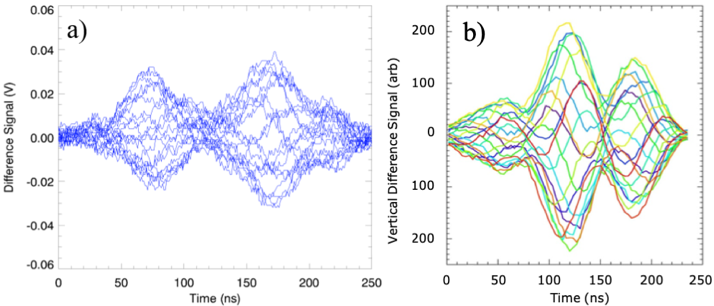 a)
Difference Signal (V)
0.06
0.04
0.02
0.00
-0.02
-0.04
-0.06
0 50 100 150 200 250
Time (ns)
b)
Vertical Difference Signal (arb)
200
100
0
100
200
0 50 100 150 200 250
Time (ns)